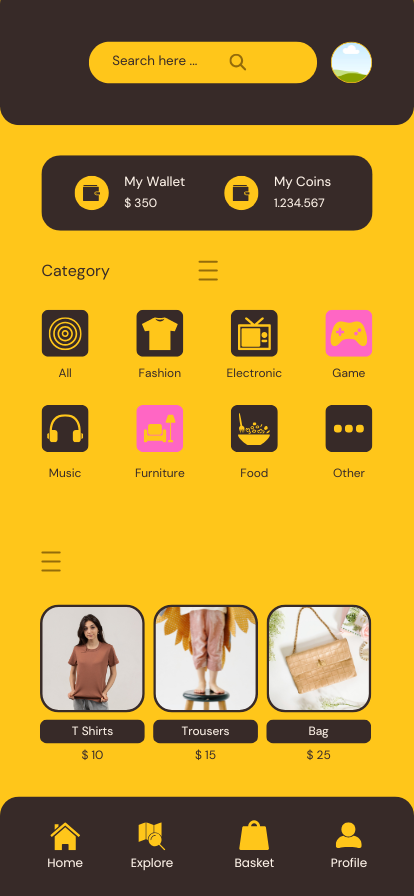 Search here ...
My Wallet
$ 350
My Coins
1.234.567
Category
All
Fashion
Electronic
Game
Music
Furniture
Food
Other
T Shirts
Trousers
Bag
$ 10
$ 15
$ 25
Home
Explore
Basket
Profile